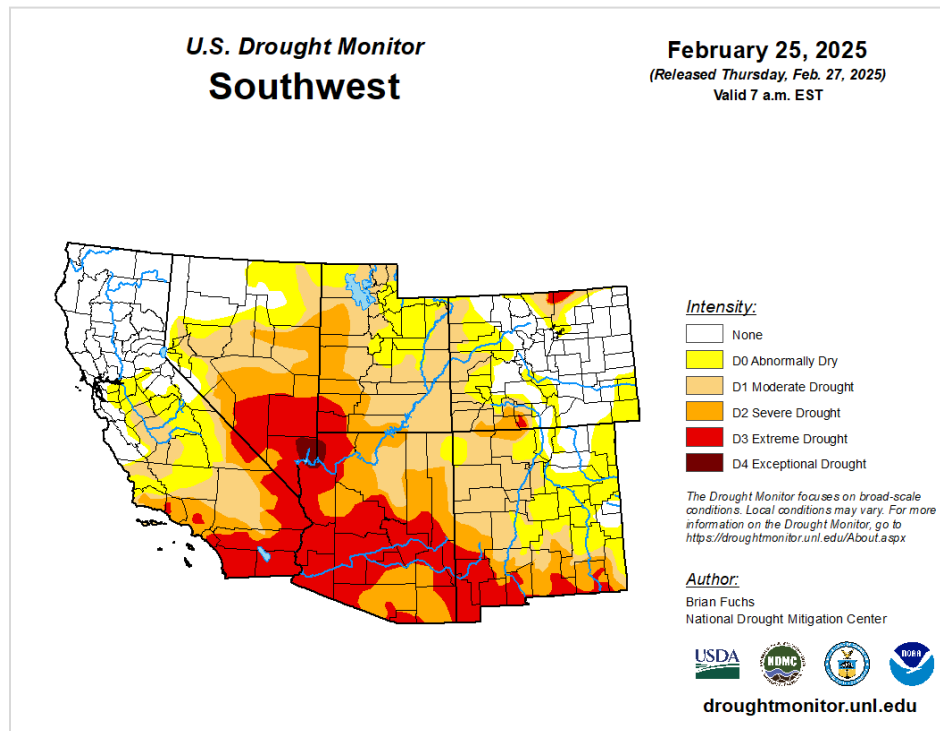 U.S. Drought Monitor
Southwest
February 25, 2025
(Released Thursday, Feb. 27, 2025)
Valid 7 a.m. EST
Intensity:
None
D0 Abnormally Dry
D1 Moderate Drought
D2 Severe Drought
D3 Extreme Drought
D4 Exceptional Drought
The Drought Monitor focuses on broad-scale
conditions. Local conditions may vary. For more
information on the Drought Monitor, go to
https://droughtmonitor.unl.edu/About.aspx
Author:
Brian Fuchs
National Drought Mitigation Center
USDA
NDMC
NOAA
droughtmonitor.unl.edu